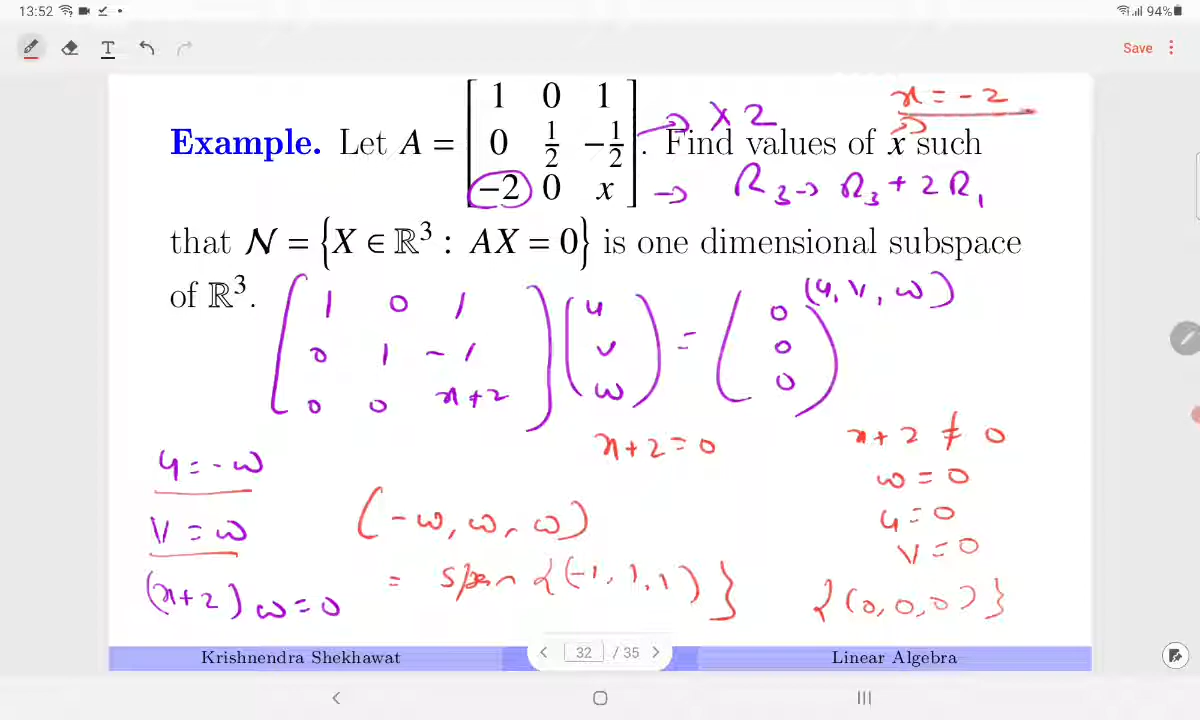 13:52 94%
T Save
x = -2
Example. Let A = [1 0 1; 0 1/2 -1/2; -2 0 x]. Find values of x such
→ × 2
→ R₃ → R₃ + 2R₁
that N = {X ∈ ℝ³ : AX = 0} is one dimensional subspace
of ℝ³.
(u, v, w)
[1 0 1; 0 1 -1; 0 0 x+2] (u; v; w) = (0; 0; 0)
u = -w
v = w
(x+2) w = 0
x+2 = 0
(-w, w, w)
= span {(-1, 1, 1)}
x+2 ≠ 0
w = 0
u = 0
v = 0
{(0, 0, 0)}
Krishnendra Shekhawat
32 / 35
Linear Algebra